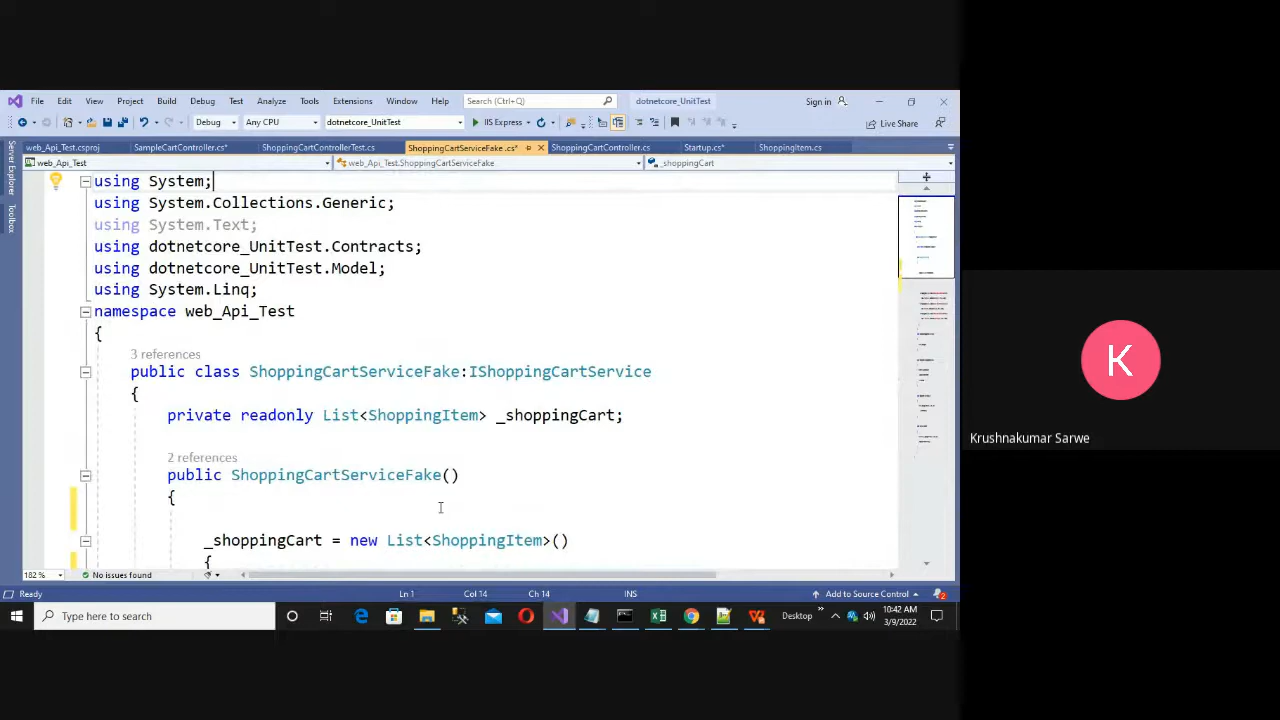 File Edit View Project Build Debug Test Analyze Tools Extensions Window Help Search (Ctrl+Q) dotnetcore_UnitTest Sign in
Debug Any CPU dotnetcore_UnitTest IIS Express Live Share
web_Api_Test.csproj SampleCartController.cs* ShoppingCartControllerTest.cs ShoppingCartServiceFake.cs* ShoppingCartController.cs Startup.cs* ShoppingItem.cs
web_Api_Test web_Api_Test.ShoppingCartServiceFake _shoppingCart
Server Explorer
Toolbox
using System;
using System.Collections.Generic;
using System.Text;
using dotnetcore_UnitTest.Contracts;
using dotnetcore_UnitTest.Model;
using System.Linq;
namespace web_Api_Test
{
3 references
public class ShoppingCartServiceFake:IShoppingCartService
{
private readonly List<ShoppingItem> _shoppingCart;
2 references
public ShoppingCartServiceFake()
{
_shoppingCart = new List<ShoppingItem>()
{
182 % No issues found
Ready Ln 1 Col 14 Ch 14 INS Add to Source Control 2
Type here to search Desktop 10:42 AM
3/9/2022
K
Krushnakumar Sarwe